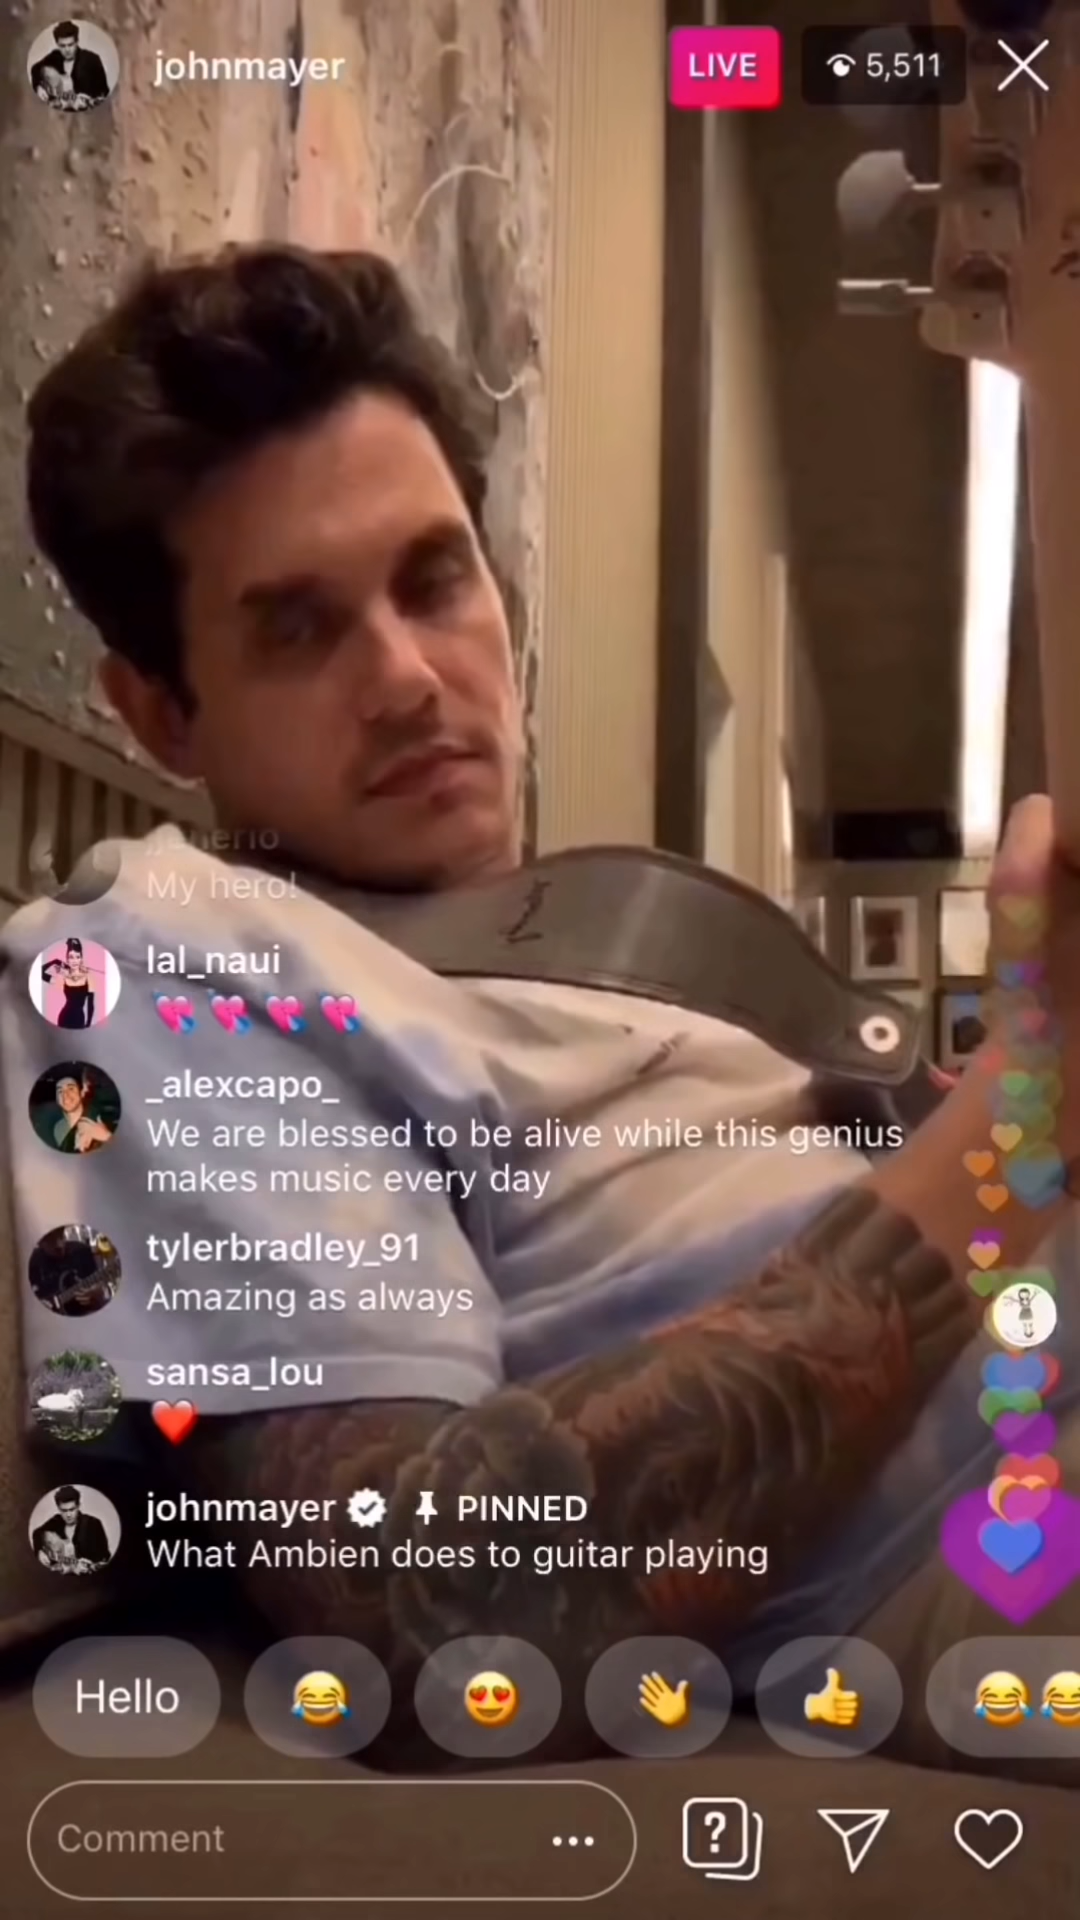 johnmayer
LIVE
5,511
My hero!
lal_naui
💘 💘 💘 💘
_alexcapo_
We are blessed to be alive while this genius
makes music every day
tylerbradley_91
Amazing as always
sansa_lou
❤️
johnmayer PINNED
What Ambien does to guitar playing
Hello 😂 😍 👋 👍 😂 😂
Comment